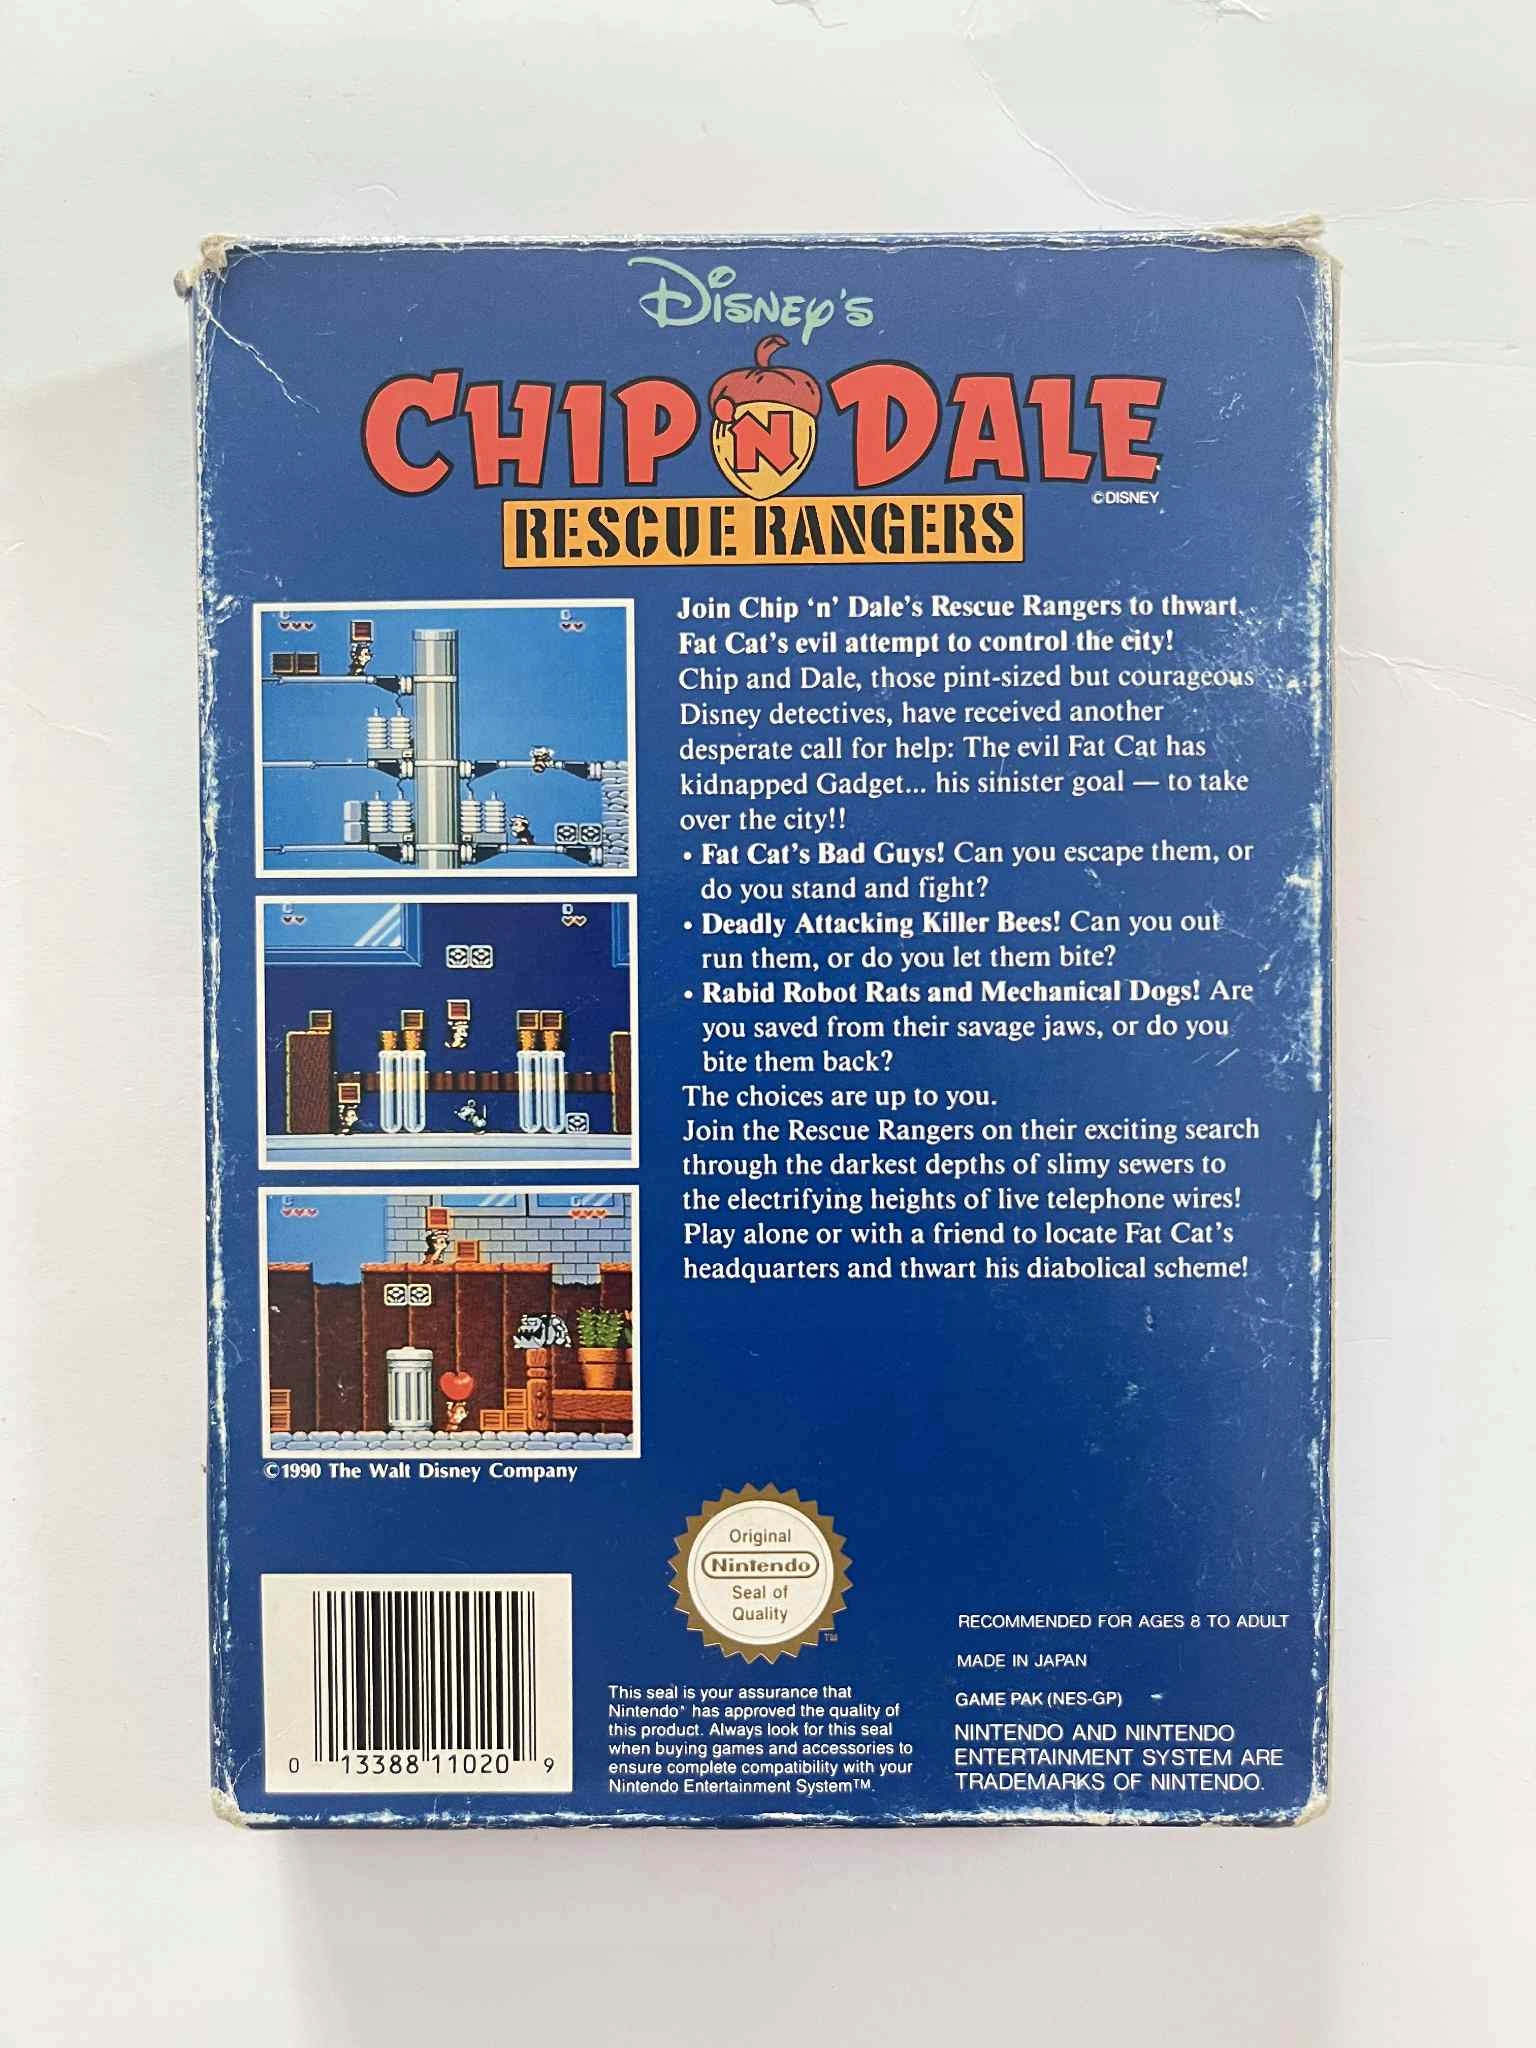 Disney's
CHIP 'N DALE
©DISNEY
RESCUE RANGERS
Join Chip ‘n’ Dale’s Rescue Rangers to thwart
Fat Cat’s evil attempt to control the city!
Chip and Dale, those pint-sized but courageous
Disney detectives, have received another
desperate call for help: The evil Fat Cat has
kidnapped Gadget... his sinister goal — to take
over the city!!
• Fat Cat’s Bad Guys! Can you escape them, or
do you stand and fight?
• Deadly Attacking Killer Bees! Can you out
run them, or do you let them bite?
• Rabid Robot Rats and Mechanical Dogs! Are
you saved from their savage jaws, or do you
bite them back?
The choices are up to you.
Join the Rescue Rangers on their exciting search
through the darkest depths of slimy sewers to
the electrifying heights of live telephone wires!
Play alone or with a friend to locate Fat Cat’s
headquarters and thwart his diabolical scheme!
©1990 The Walt Disney Company
Original
Nintendo
Seal of
Quality
TM
This seal is your assurance that
Nintendo® has approved the quality of
this product. Always look for this seal
when buying games and accessories to
ensure complete compatibility with your
Nintendo Entertainment System™.
RECOMMENDED FOR AGES 8 TO ADULT
MADE IN JAPAN
GAME PAK (NES-GP)
NINTENDO AND NINTENDO
ENTERTAINMENT SYSTEM ARE
TRADEMARKS OF NINTENDO.
0 13388 11020 9